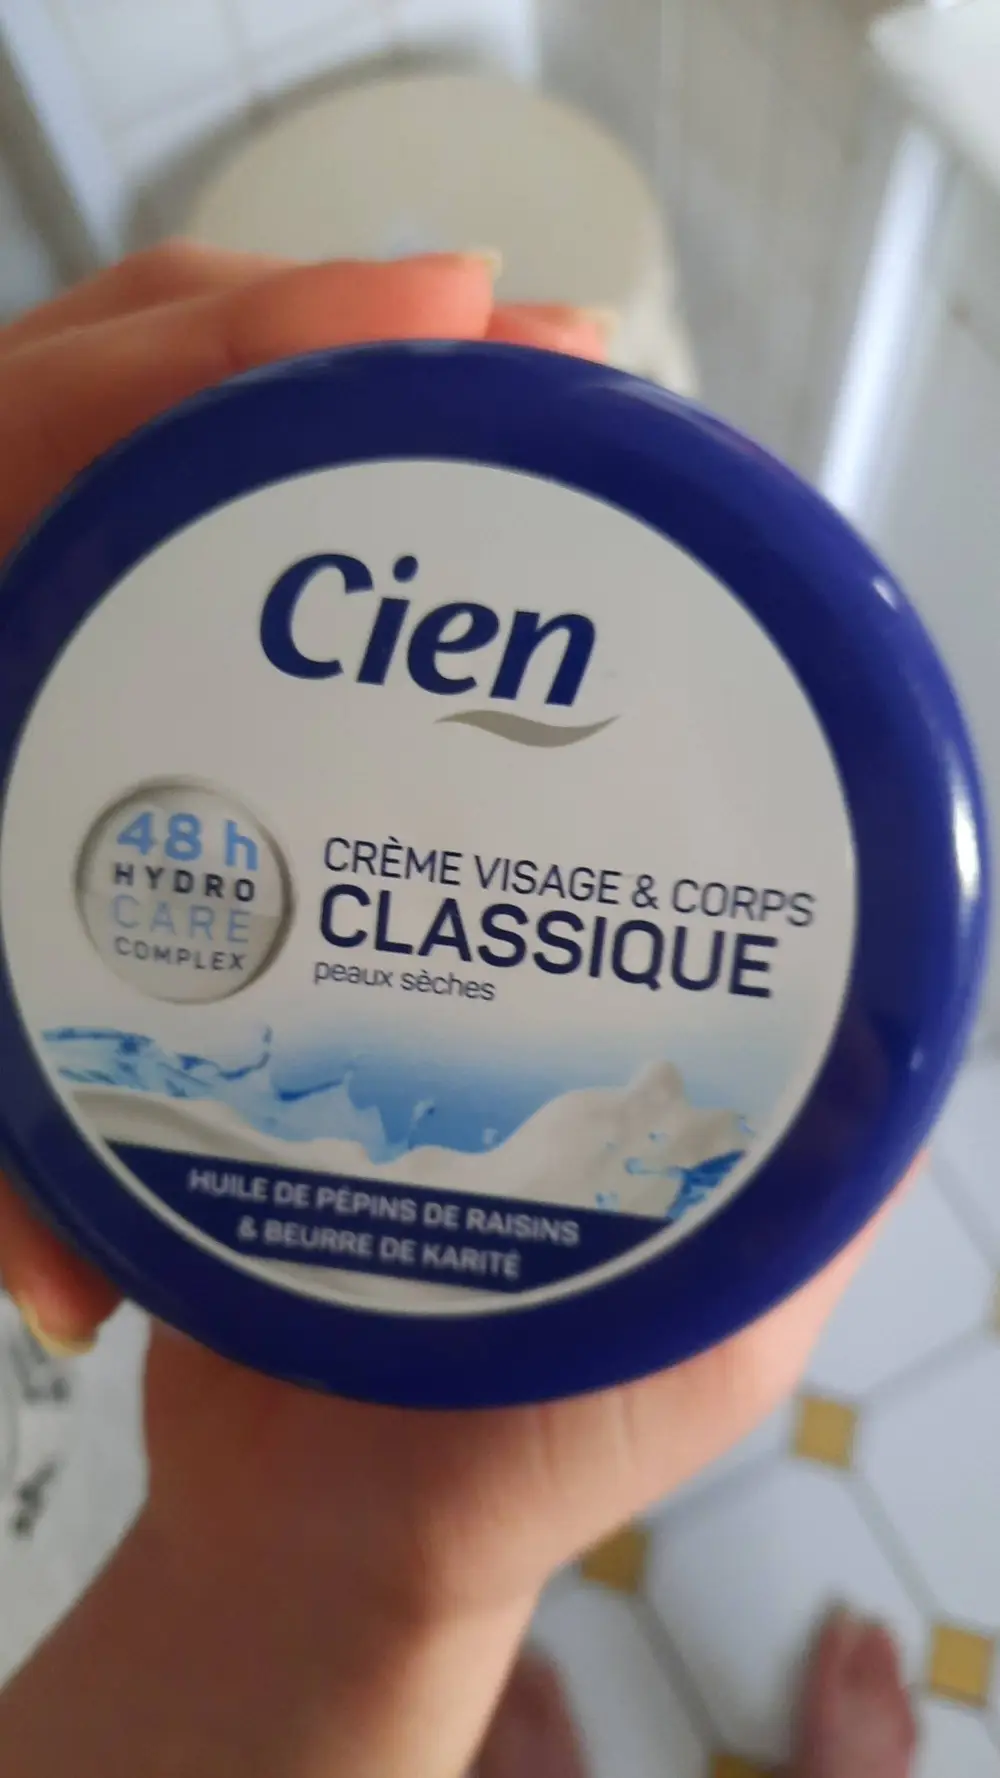 Cien
48 h
HYDRO
CARE
COMPLEX
CRÈME VISAGE & CORPS
CLASSIQUE
peaux sèches
HUILE DE PÉPINS DE RAISINS
& BEURRE DE KARITÉ